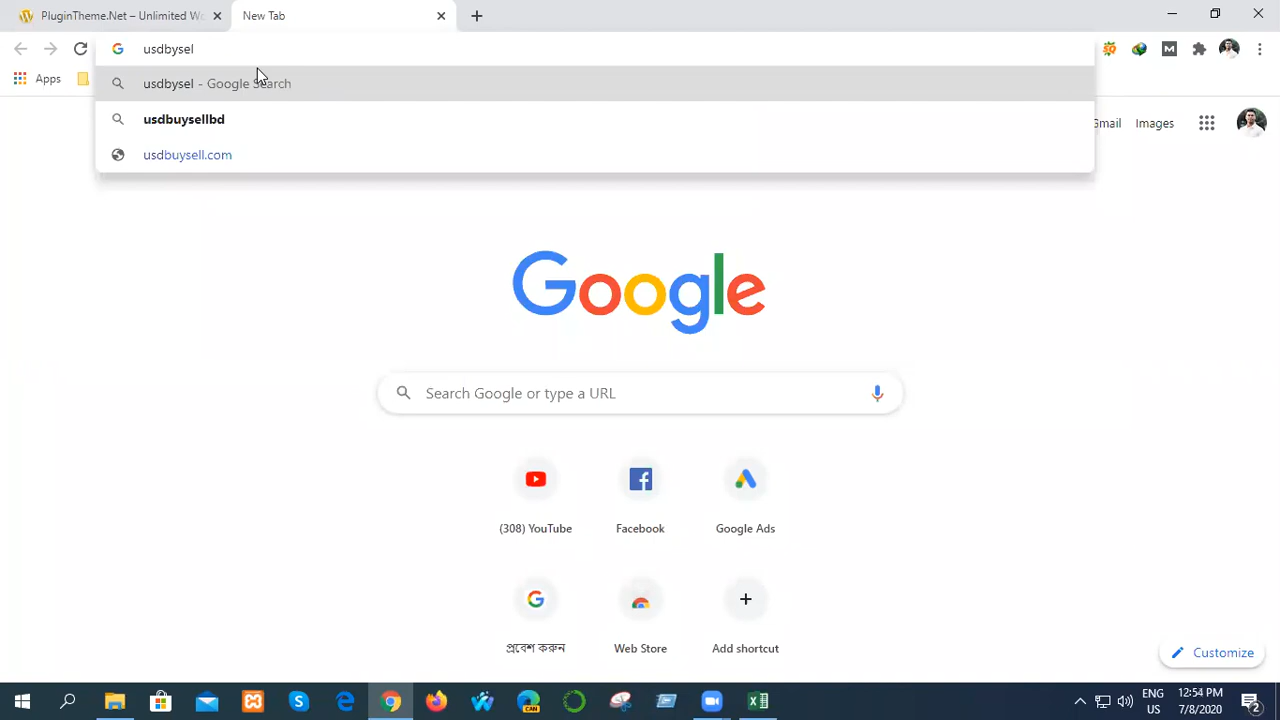 PluginTheme.Net – Unlimited Wo
New Tab
usdbysel
usdbysel - Google Search
usdbuysellbd
usdbuysell.com
Apps
Gmail
Images
Google
Search Google or type a URL
(308) YouTube
Facebook
Google Ads
প্রবেশ করুন
Web Store
Add shortcut
Customize
CAN
ENG
US
12:54 PM
7/8/2020
2